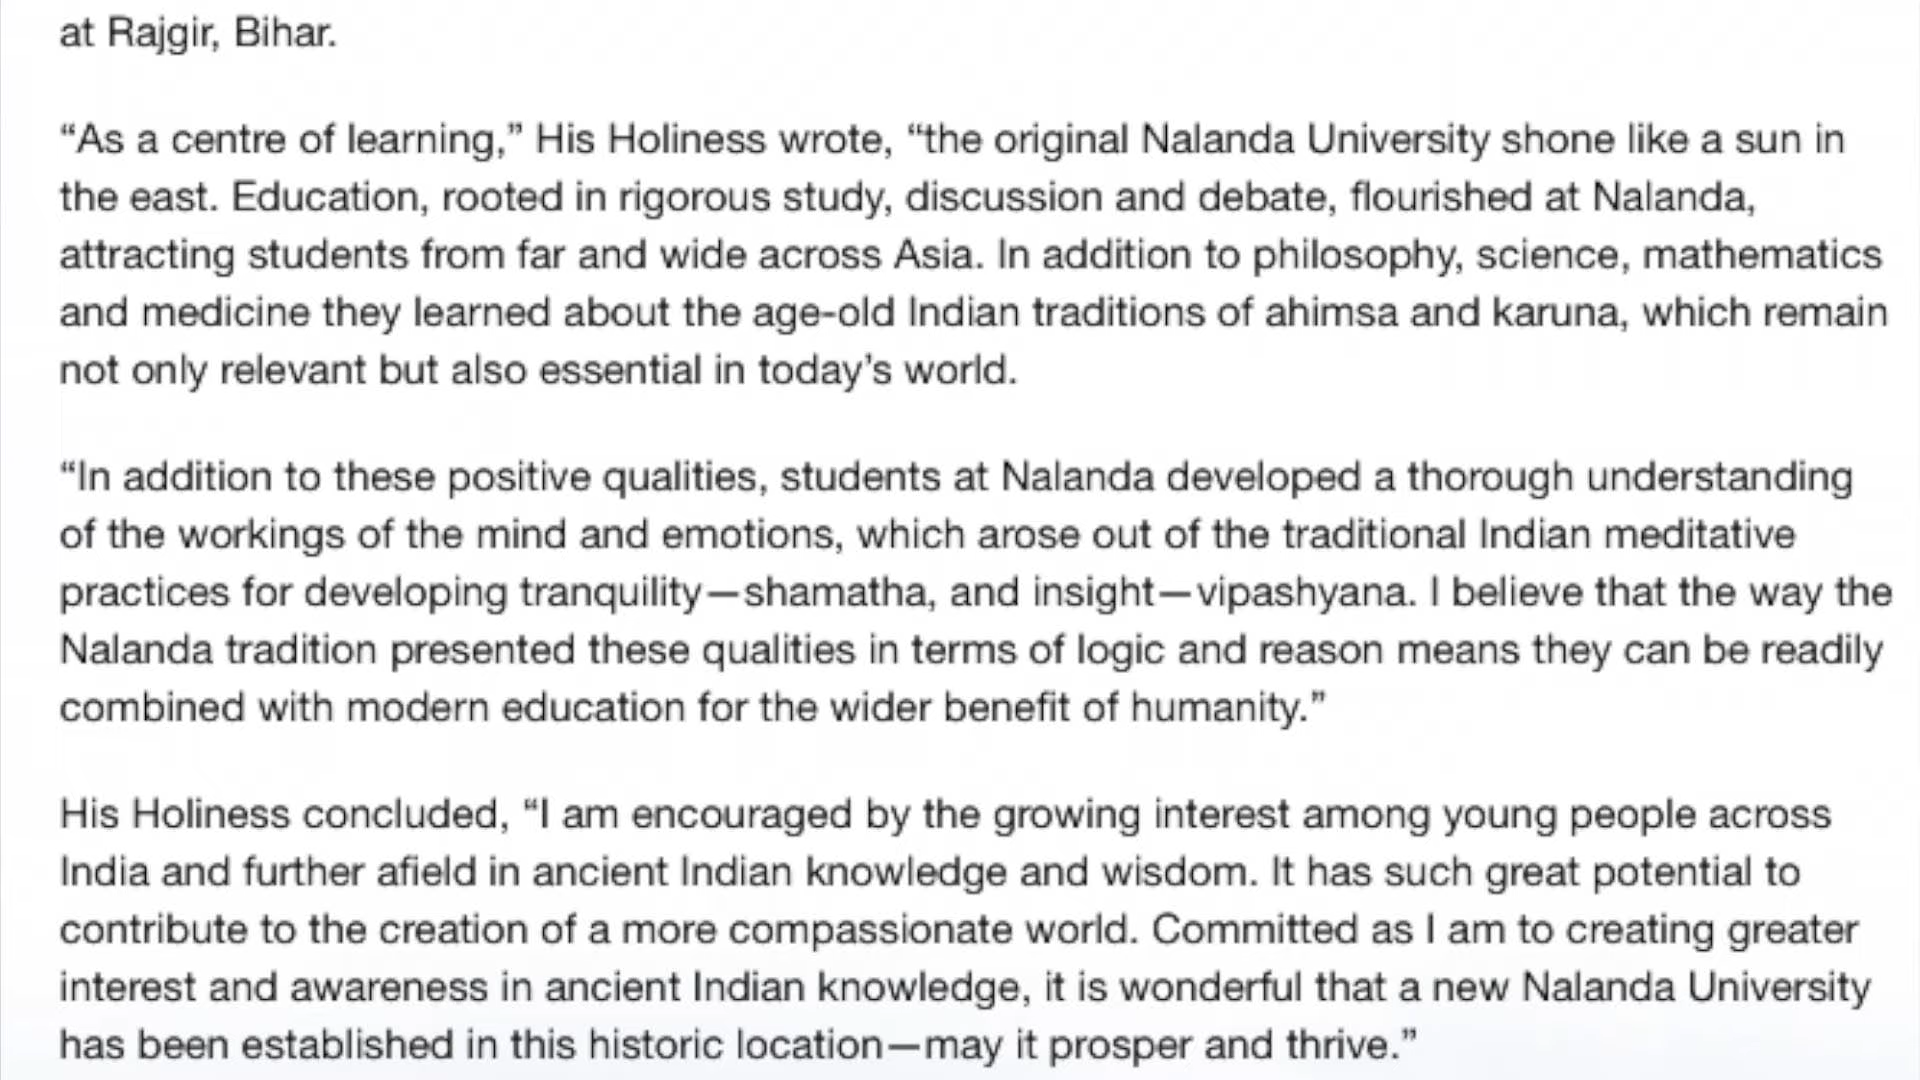 at Rajgir, Bihar.
“As a centre of learning,” His Holiness wrote, “the original Nalanda University shone like a sun in
the east. Education, rooted in rigorous study, discussion and debate, flourished at Nalanda,
attracting students from far and wide across Asia. In addition to philosophy, science, mathematics
and medicine they learned about the age-old Indian traditions of ahimsa and karuna, which remain
not only relevant but also essential in today’s world.
“In addition to these positive qualities, students at Nalanda developed a thorough understanding
of the workings of the mind and emotions, which arose out of the traditional Indian meditative
practices for developing tranquility—shamatha, and insight—vipashyana. I believe that the way the
Nalanda tradition presented these qualities in terms of logic and reason means they can be readily
combined with modern education for the wider benefit of humanity.”
His Holiness concluded, “I am encouraged by the growing interest among young people across
India and further afield in ancient Indian knowledge and wisdom. It has such great potential to
contribute to the creation of a more compassionate world. Committed as I am to creating greater
interest and awareness in ancient Indian knowledge, it is wonderful that a new Nalanda University
has been established in this historic location—may it prosper and thrive.”